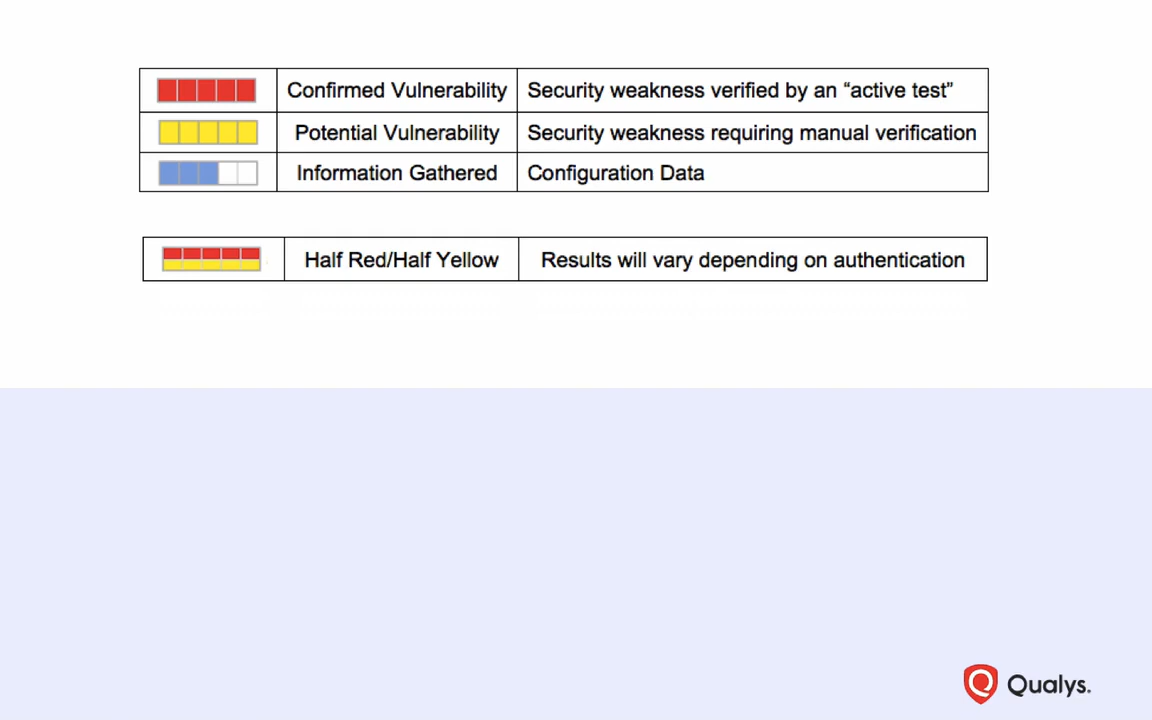 Confirmed Vulnerability Security weakness verified by an “active test”
Potential Vulnerability Security weakness requiring manual verification
Information Gathered Configuration Data
Half Red/Half Yellow Results will vary depending on authentication
Qualys.